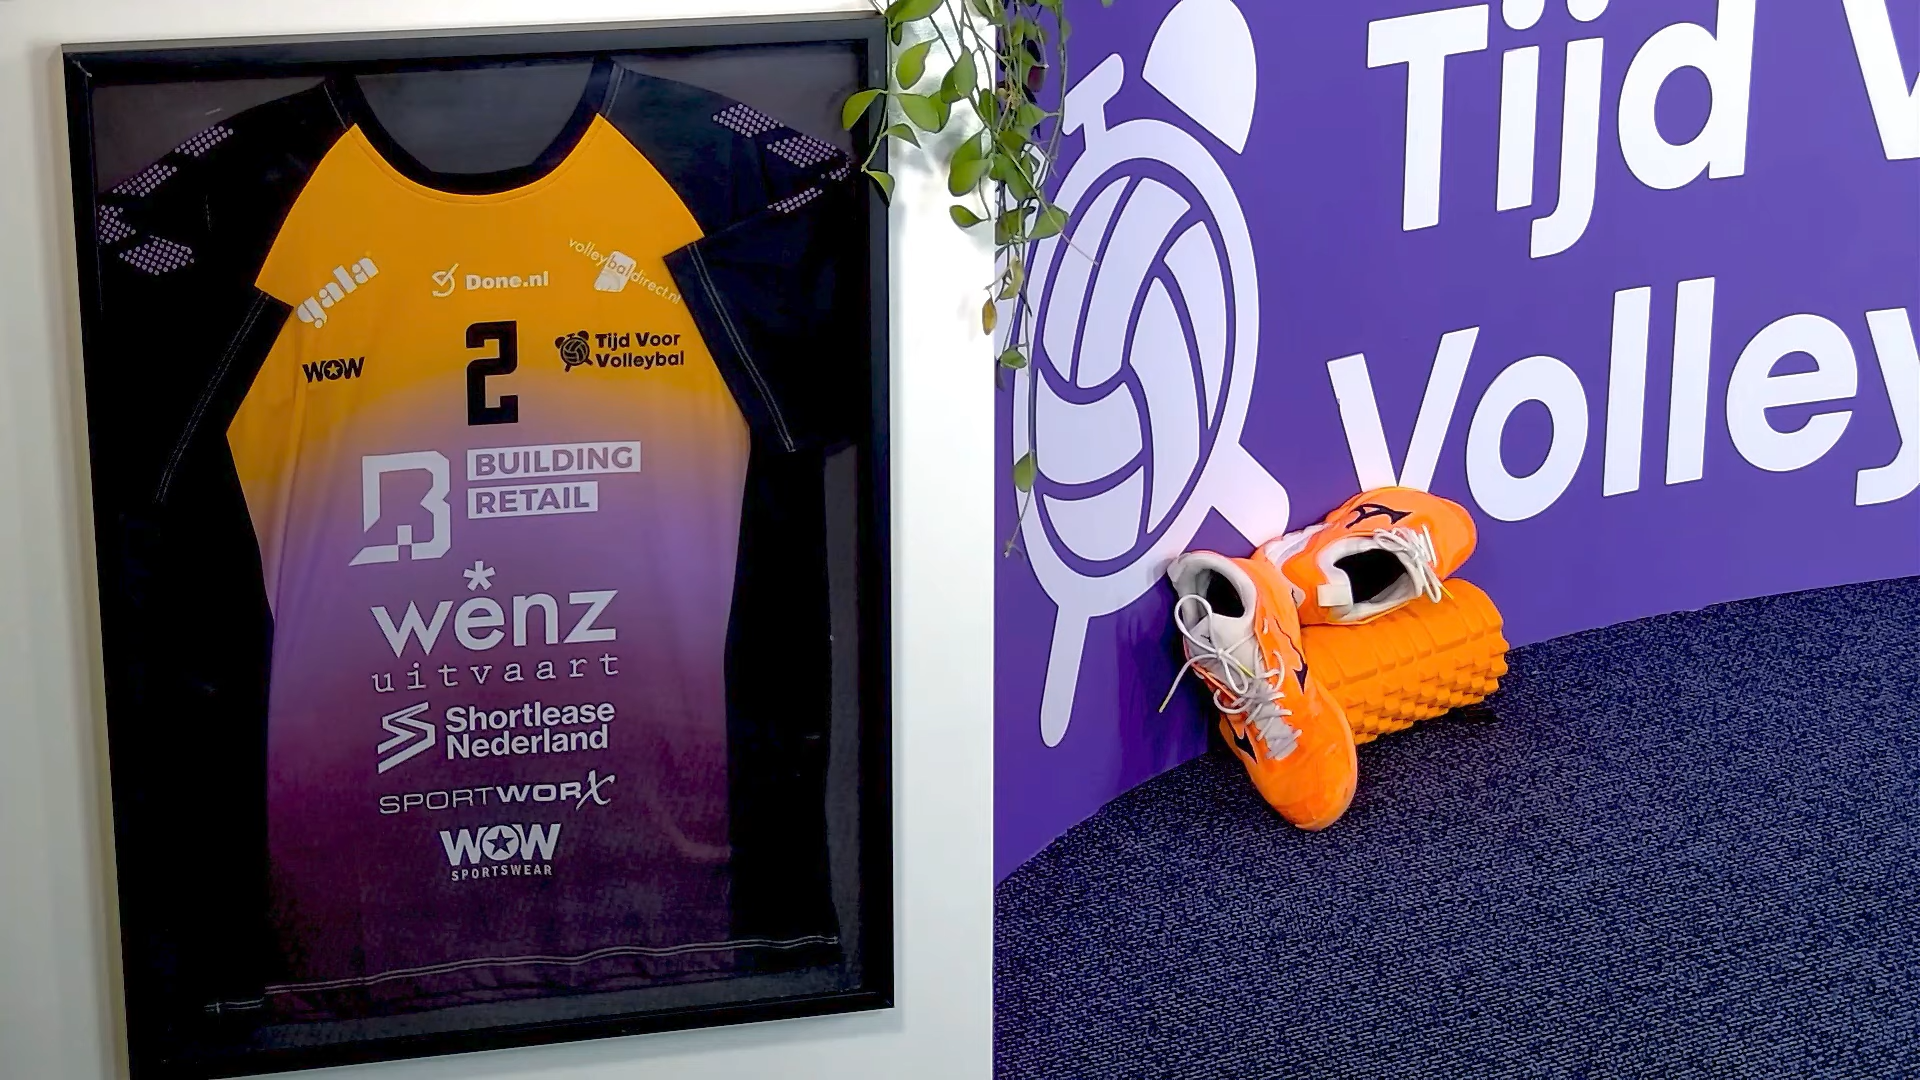 gala
Done.nl
volleybaldirect.nl
WOW
2
Tijd Voor
Volleybal
BUILDING
RETAIL
wënz
uitvaart
Shortlease
Nederland
SPORTWORX
WOW
SPORTSWEAR
Tijd V
Volley